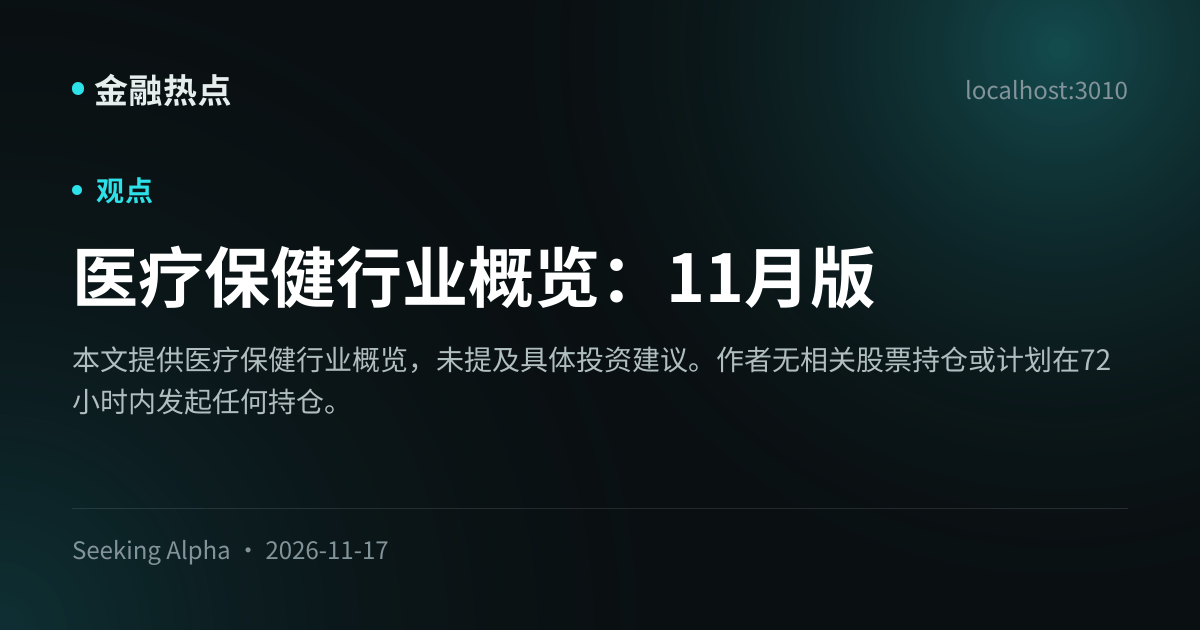 金融热点
localhost:3010
观点
医疗保健行业概览：11月版
本文提供医疗保健行业概览，未提及具体投资建议。作者无相关股票持仓或计划在72
小时内发起任何持仓。
Seeking Alpha · 2026-11-17